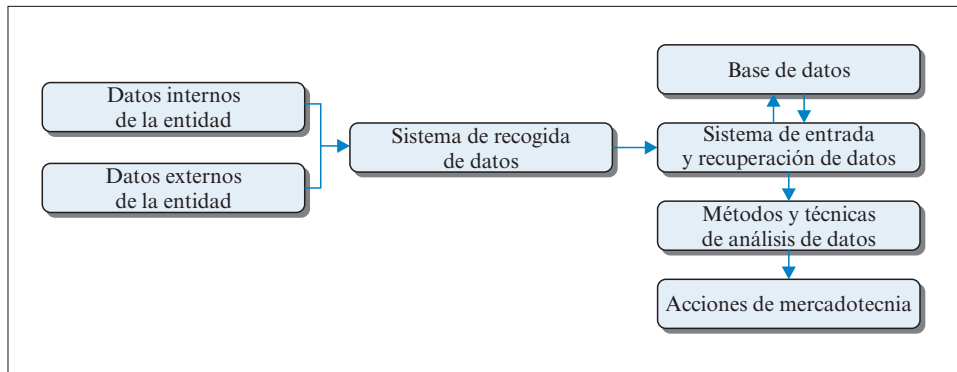 Datos internos
de la entidad
Datos externos
de la entidad
Sistema de recogida
de datos
Base de datos
Sistema de entrada
y recuperación de datos
Métodos y técnicas
de análisis de datos
Acciones de mercadotecnia